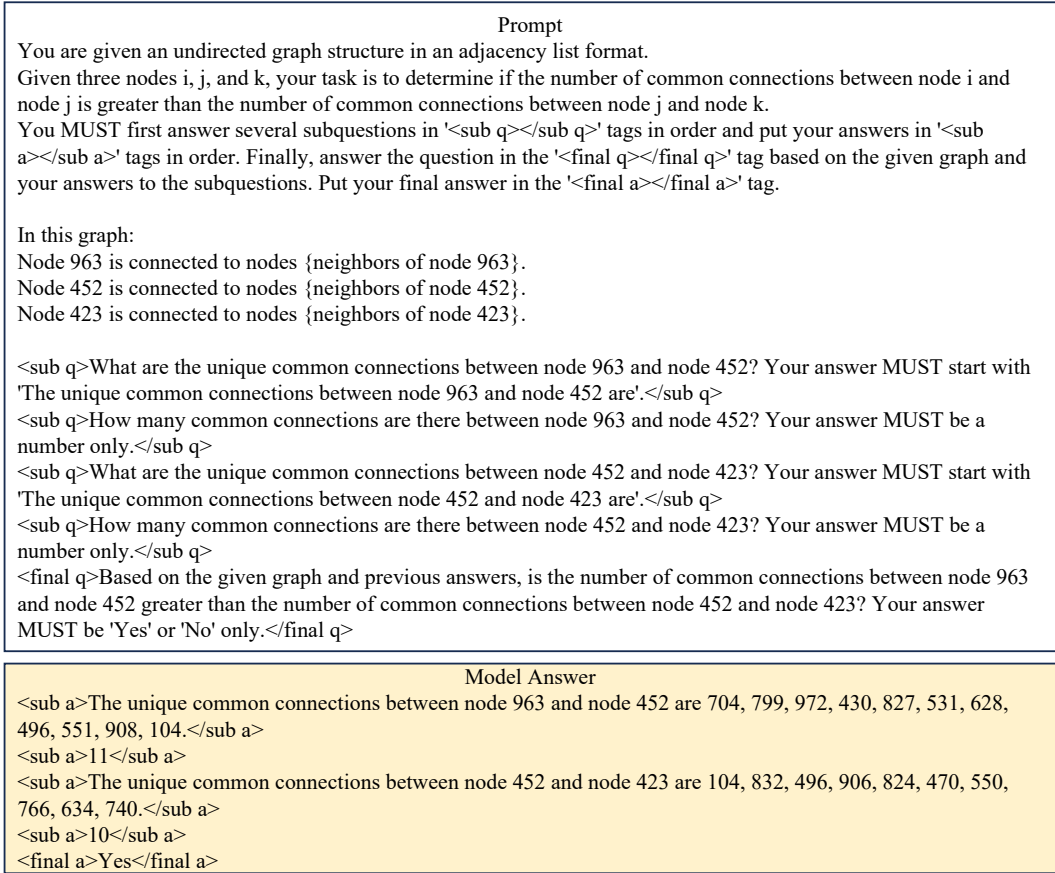 Prompt
You are given an undirected graph structure in an adjacency list format.
Given three nodes i, j, and k, your task is to determine if the number of common connections between node i and
node j is greater than the number of common connections between node j and node k.
You MUST first answer several subquestions in '<sub q></sub q>' tags in order and put your answers in '<sub
a></sub a>' tags in order. Finally, answer the question in the '<final q></final q>' tag based on the given graph and
your answers to the subquestions. Put your final answer in the '<final a></final a>' tag.
In this graph:
Node 963 is connected to nodes {neighbors of node 963}.
Node 452 is connected to nodes {neighbors of node 452}.
Node 423 is connected to nodes {neighbors of node 423}.
<sub q>What are the unique common connections between node 963 and node 452? Your answer MUST start with
'The unique common connections between node 963 and node 452 are'.</sub q>
<sub q>How many common connections are there between node 963 and node 452? Your answer MUST be a
number only.</sub q>
<sub q>What are the unique common connections between node 452 and node 423? Your answer MUST start with
'The unique common connections between node 452 and node 423 are'.</sub q>
<sub q>How many common connections are there between node 452 and node 423? Your answer MUST be a
number only.</sub q>
<final q>Based on the given graph and previous answers, is the number of common connections between node 963
and node 452 greater than the number of common connections between node 452 and node 423? Your answer
MUST be 'Yes' or 'No' only.</final q>
Model Answer
<sub a>The unique common connections between node 963 and node 452 are 704, 799, 972, 430, 827, 531, 628,
496, 551, 908, 104.</sub a>
<sub a>11</sub a>
<sub a>The unique common connections between node 452 and node 423 are 104, 832, 496, 906, 824, 470, 550,
766, 634, 740.</sub a>
<sub a>10</sub a>
<final a>Yes</final a>